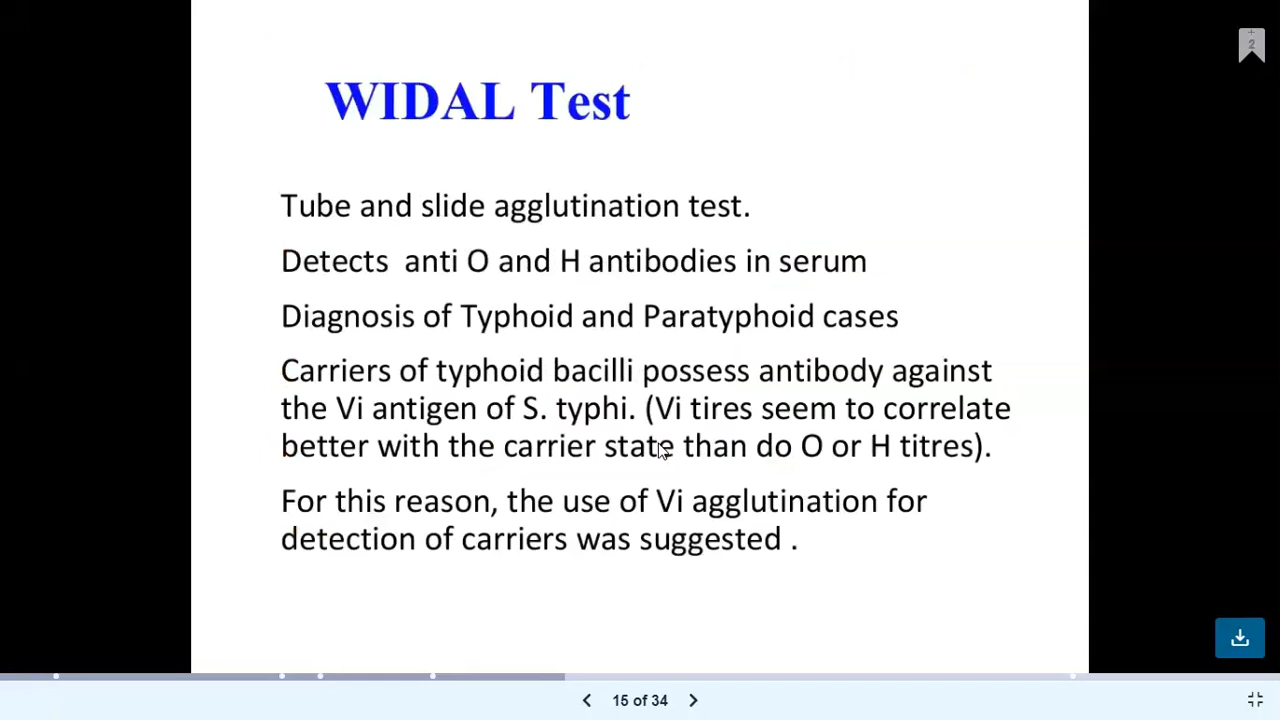 2
WIDAL Test
Tube and slide agglutination test.
Detects anti O and H antibodies in serum
Diagnosis of Typhoid and Paratyphoid cases
Carriers of typhoid bacilli possess antibody against
the Vi antigen of S. typhi. (Vi tires seem to correlate
better with the carrier state than do O or H titres).
For this reason, the use of Vi agglutination for
detection of carriers was suggested .
15 of 34